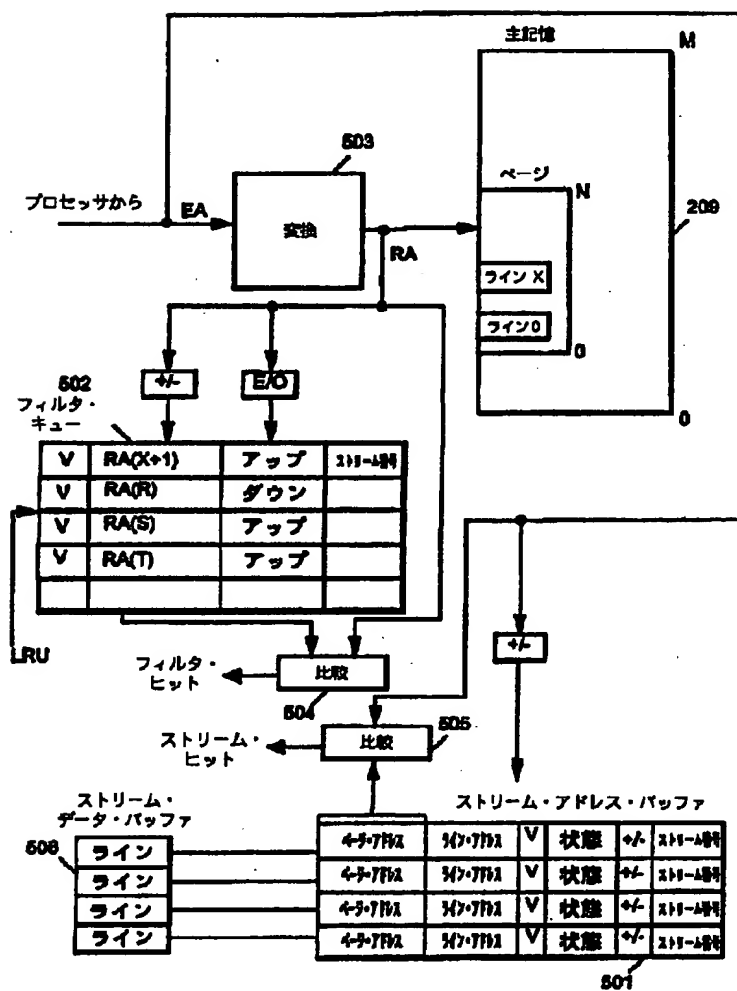 主記憶
M
503
ページ
プロセッサから
EA
変換
N
209
RA
ライン X
ライン 0
0
502
+/-
E/O
0
フィルタ・
キュー
V RA(X+1) アップ ストリーム番号
V RA(R) ダウン
V RA(S) アップ
V RA(T) アップ
LRU
+/-
フィルタ・
ヒット
比較
504
505
ストリーム・
ヒット
比較
ストリーム・
データ・バッファ
ストリーム・アドレス・バッファ
506
ライン
ページ・アドレス ライン・アドレス V 状態 +/- ストリーム番号
ライン
ページ・アドレス ライン・アドレス V 状態 +/- ストリーム番号
ライン
ページ・アドレス ライン・アドレス V 状態 +/- ストリーム番号
ライン
ページ・アドレス ライン・アドレス V 状態 +/- ストリーム番号
501